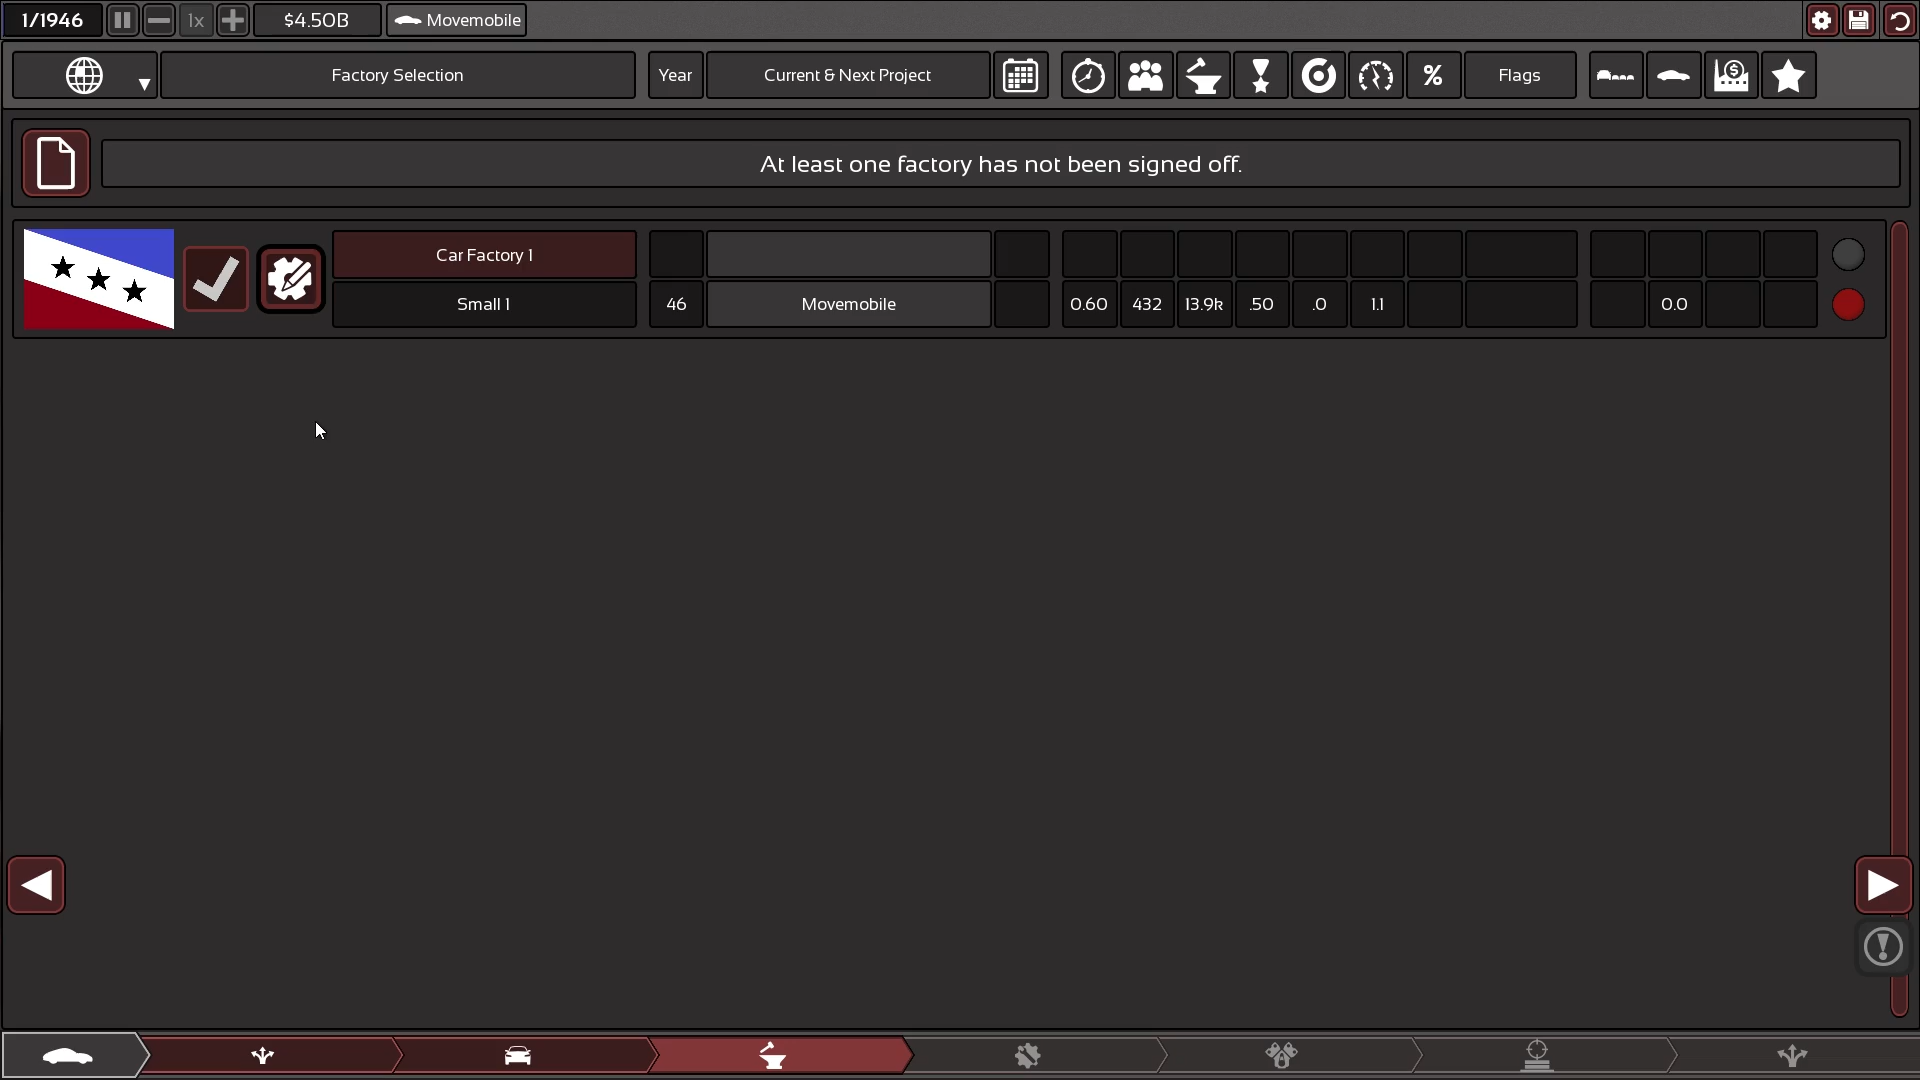 1/1946 1x $4.50B Movemobile
Factory Selection Year Current & Next Project % Flags
At least one factory has not been signed off.
Car Factory 1
Small 1 46 Movemobile 0.60 432 13.9k .50 .0 1.1 0.0